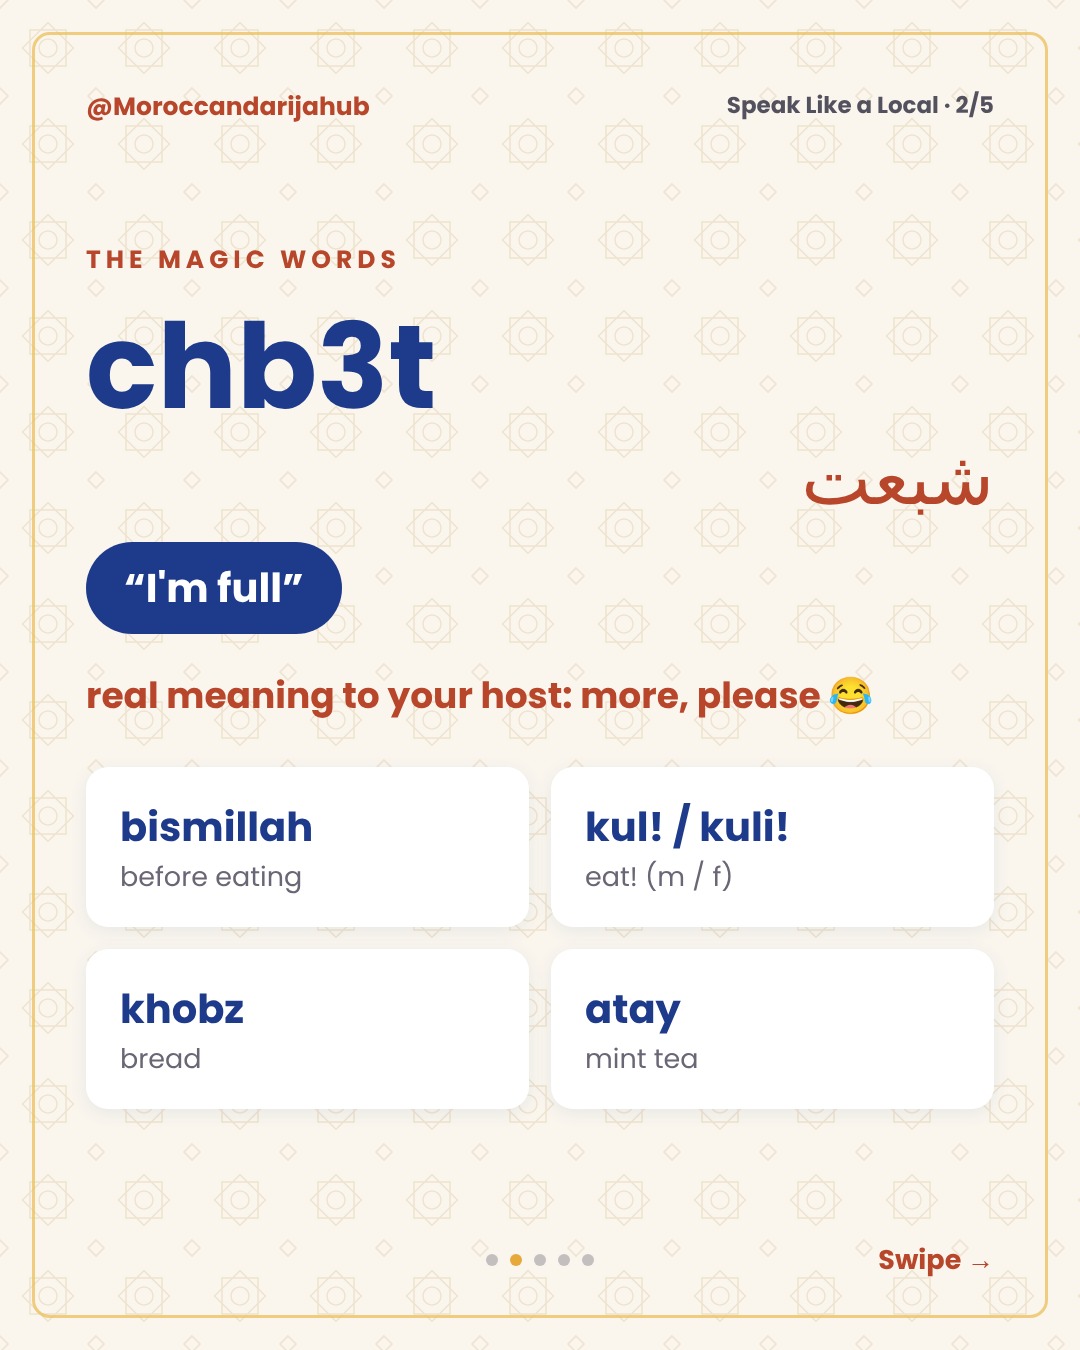 @Moroccandarijahub
Speak Like a Local · 2/5
THE MAGIC WORDS
chb3t
شبعت
“I'm full”
real meaning to your host: more, please 😂
bismillah
before eating
kul! / kuli!
eat! (m / f)
khobz
bread
atay
mint tea
Swipe →